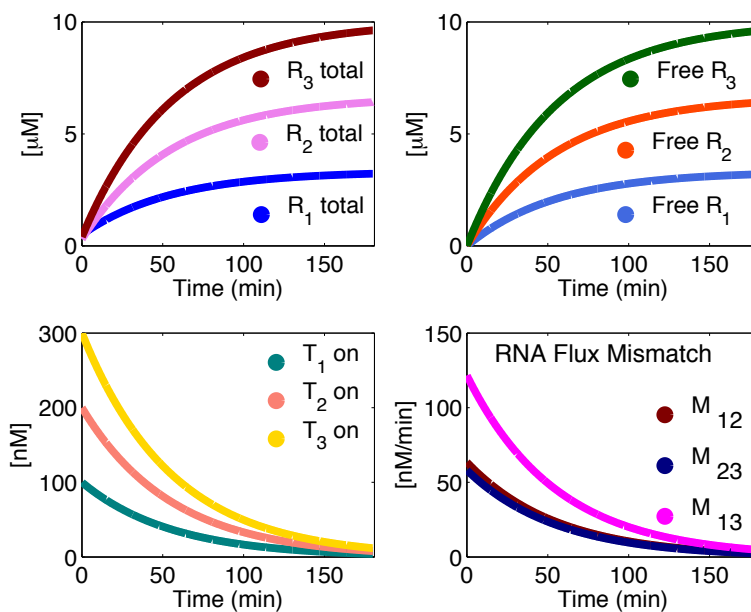 10
5
0
[μM]
R3 total
R2 total
R1 total
0 50 100 150
Time (min)
10
5
0
[μM]
Free R3
Free R2
Free R1
0 50 100 150
Time (min)
300
200
100
0
[nM]
T1 on
T2 on
T3 on
0 50 100 150
Time (min)
150
100
50
0
[nM/min]
RNA Flux Mismatch
M12
M23
M13
0 50 100 150
Time (min)